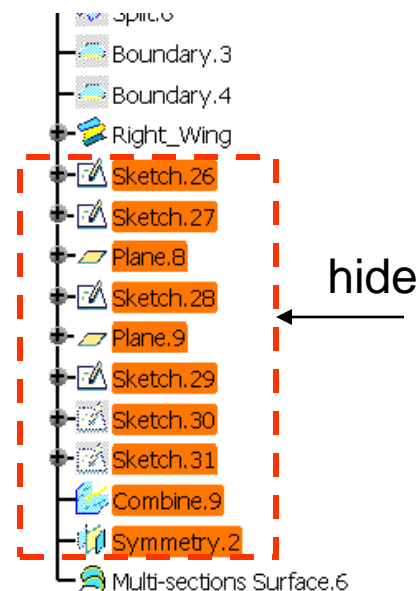 Split.6
Boundary.3
Boundary.4
Right_Wing
Sketch.26
Sketch.27
Plane.8
hide
Sketch.28
Plane.9
Sketch.29
Sketch.30
Sketch.31
Combine.9
Symmetry.2
Multi-sections Surface.6